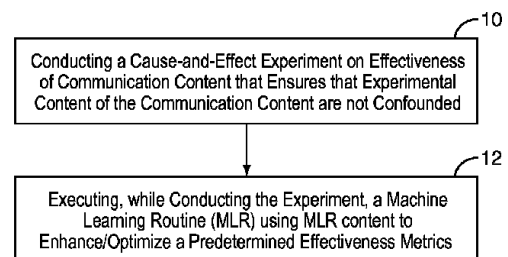 10
Conducting a Cause-and-Effect Experiment on Effectiveness
of Communication Content that Ensures that Experimental
Content of the Communication Content are not Confounded
12
Executing, while Conducting the Experiment, a Machine
Learning Routine (MLR) using MLR content to
Enhance/Optimize a Predetermined Effectiveness Metrics